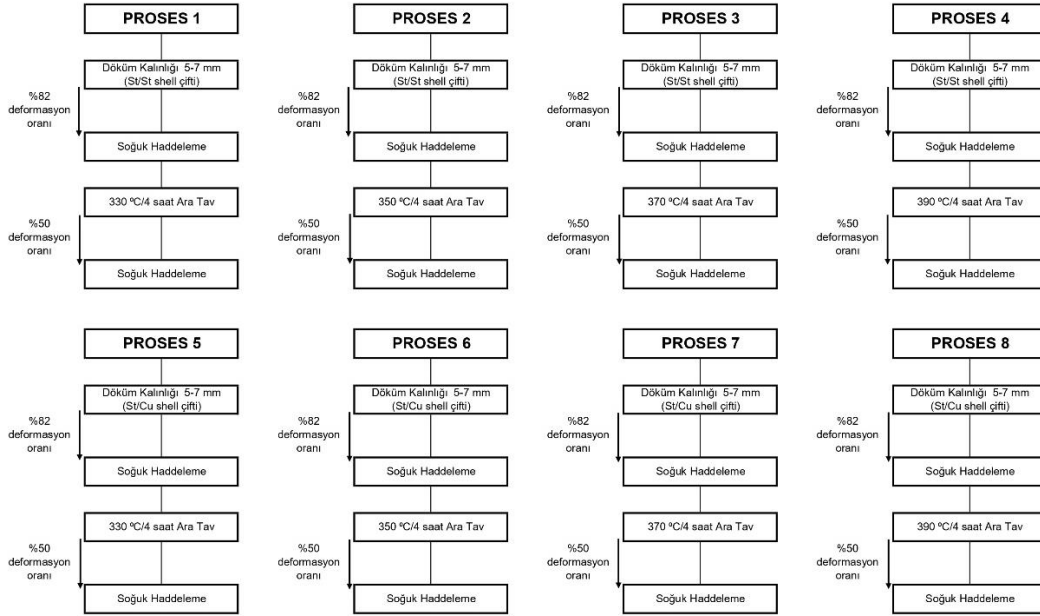 PROSES 1
Döküm Kalınlığı 5-7 mm
(St/St shell çifti)
%82
deformasyon
oranı
Soğuk Haddeleme
330 ºC/4 saat Ara Tav
%50
deformasyon
oranı
Soğuk Haddeleme
PROSES 2
Döküm Kalınlığı 5-7 mm
(St/St shell çifti)
%82
deformasyon
oranı
Soğuk Haddeleme
350 ºC/4 saat Ara Tav
%50
deformasyon
oranı
Soğuk Haddeleme
PROSES 3
Döküm Kalınlığı 5-7 mm
(St/St shell çifti)
%82
deformasyon
oranı
Soğuk Haddeleme
370 ºC/4 saat Ara Tav
%50
deformasyon
oranı
Soğuk Haddeleme
PROSES 4
Döküm Kalınlığı 5-7 mm
(St/St shell çifti)
%82
deformasyon
oranı
Soğuk Haddeleme
390 ºC/4 saat Ara Tav
%50
deformasyon
oranı
Soğuk Haddeleme
PROSES 5
Döküm Kalınlığı 5-7 mm
(St/Cu shell çifti)
%82
deformasyon
oranı
Soğuk Haddeleme
330 ºC/4 saat Ara Tav
%50
deformasyon
oranı
Soğuk Haddeleme
PROSES 6
Döküm Kalınlığı 5-7 mm
(St/Cu shell çifti)
%82
deformasyon
oranı
Soğuk Haddeleme
350 ºC/4 saat Ara Tav
%50
deformasyon
oranı
Soğuk Haddeleme
PROSES 7
Döküm Kalınlığı 5-7 mm
(St/Cu shell çifti)
%82
deformasyon
oranı
Soğuk Haddeleme
370 ºC/4 saat Ara Tav
%50
deformasyon
oranı
Soğuk Haddeleme
PROSES 8
Döküm Kalınlığı 5-7 mm
(St/Cu shell çifti)
%82
deformasyon
oranı
Soğuk Haddeleme
390 ºC/4 saat Ara Tav
%50
deformasyon
oranı
Soğuk Haddeleme